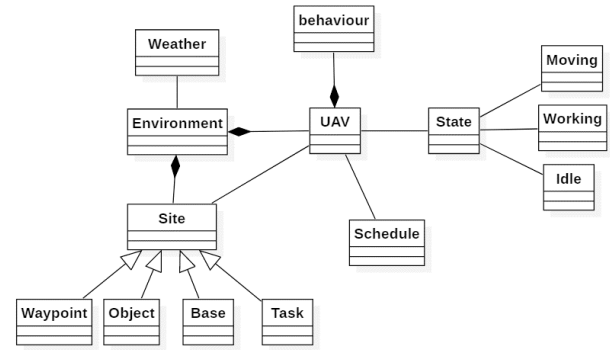 behaviour
Weather
Moving
Environment
UAV
State
Working
Idle
Site
Schedule
Waypoint
Object
Base
Task